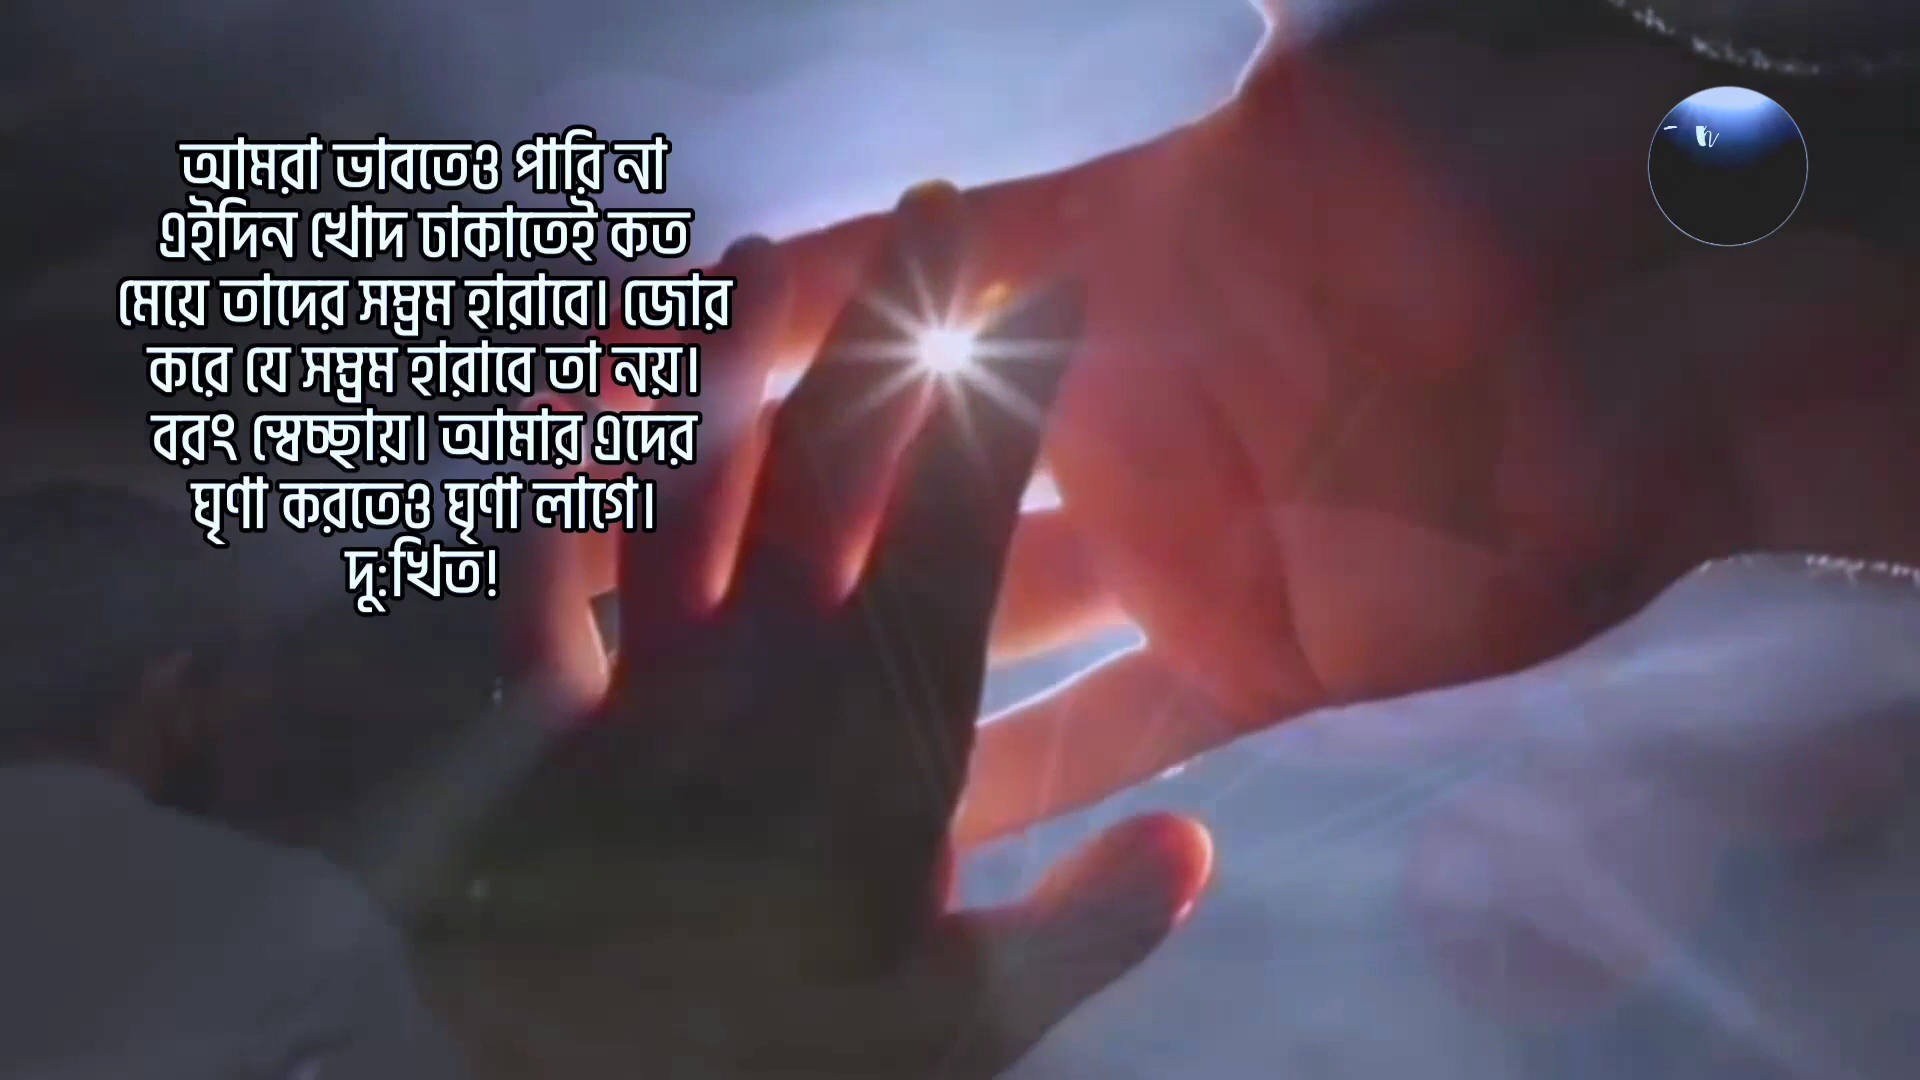 আমরা ভাবতেও পারি না
এইদিন খোদ ঢাকাতেই কত
মেয়ে তাদের সম্ভ্রম হারাবে। জোর
করে যে সম্ভ্রম হারাবে তা নয়।
বরং স্বেচ্ছায়। আমার এদের
ঘৃণা করতেও ঘৃণা লাগে।
দু:খিত!